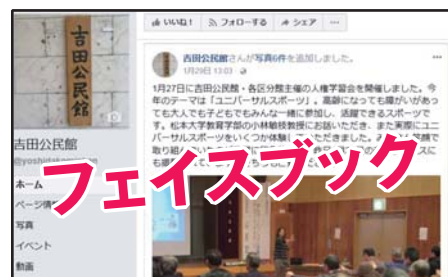 吉田公民館
いいね！ フォローする シェア
吉田公民館さんが写真6件を追加しました。
1月29日 13:03
1月27日に吉田公民館・各区分館主催の人権学習会を開催しました。今
年のテーマは「ユニバーサルスポーツ」。高齢になっても障がいがあっ
ても大人でも子どもでもみんな一緒に参加し、活躍できるスポーツで
す。松本大学教育学部の小林敏枝教授にお話いただき、また実際にユニ
バーサルスポーツをいくつか体験していただきました。
取り組
吉田公民館
ホーム
ページ情
写真
イベント
動画
フェイスブック